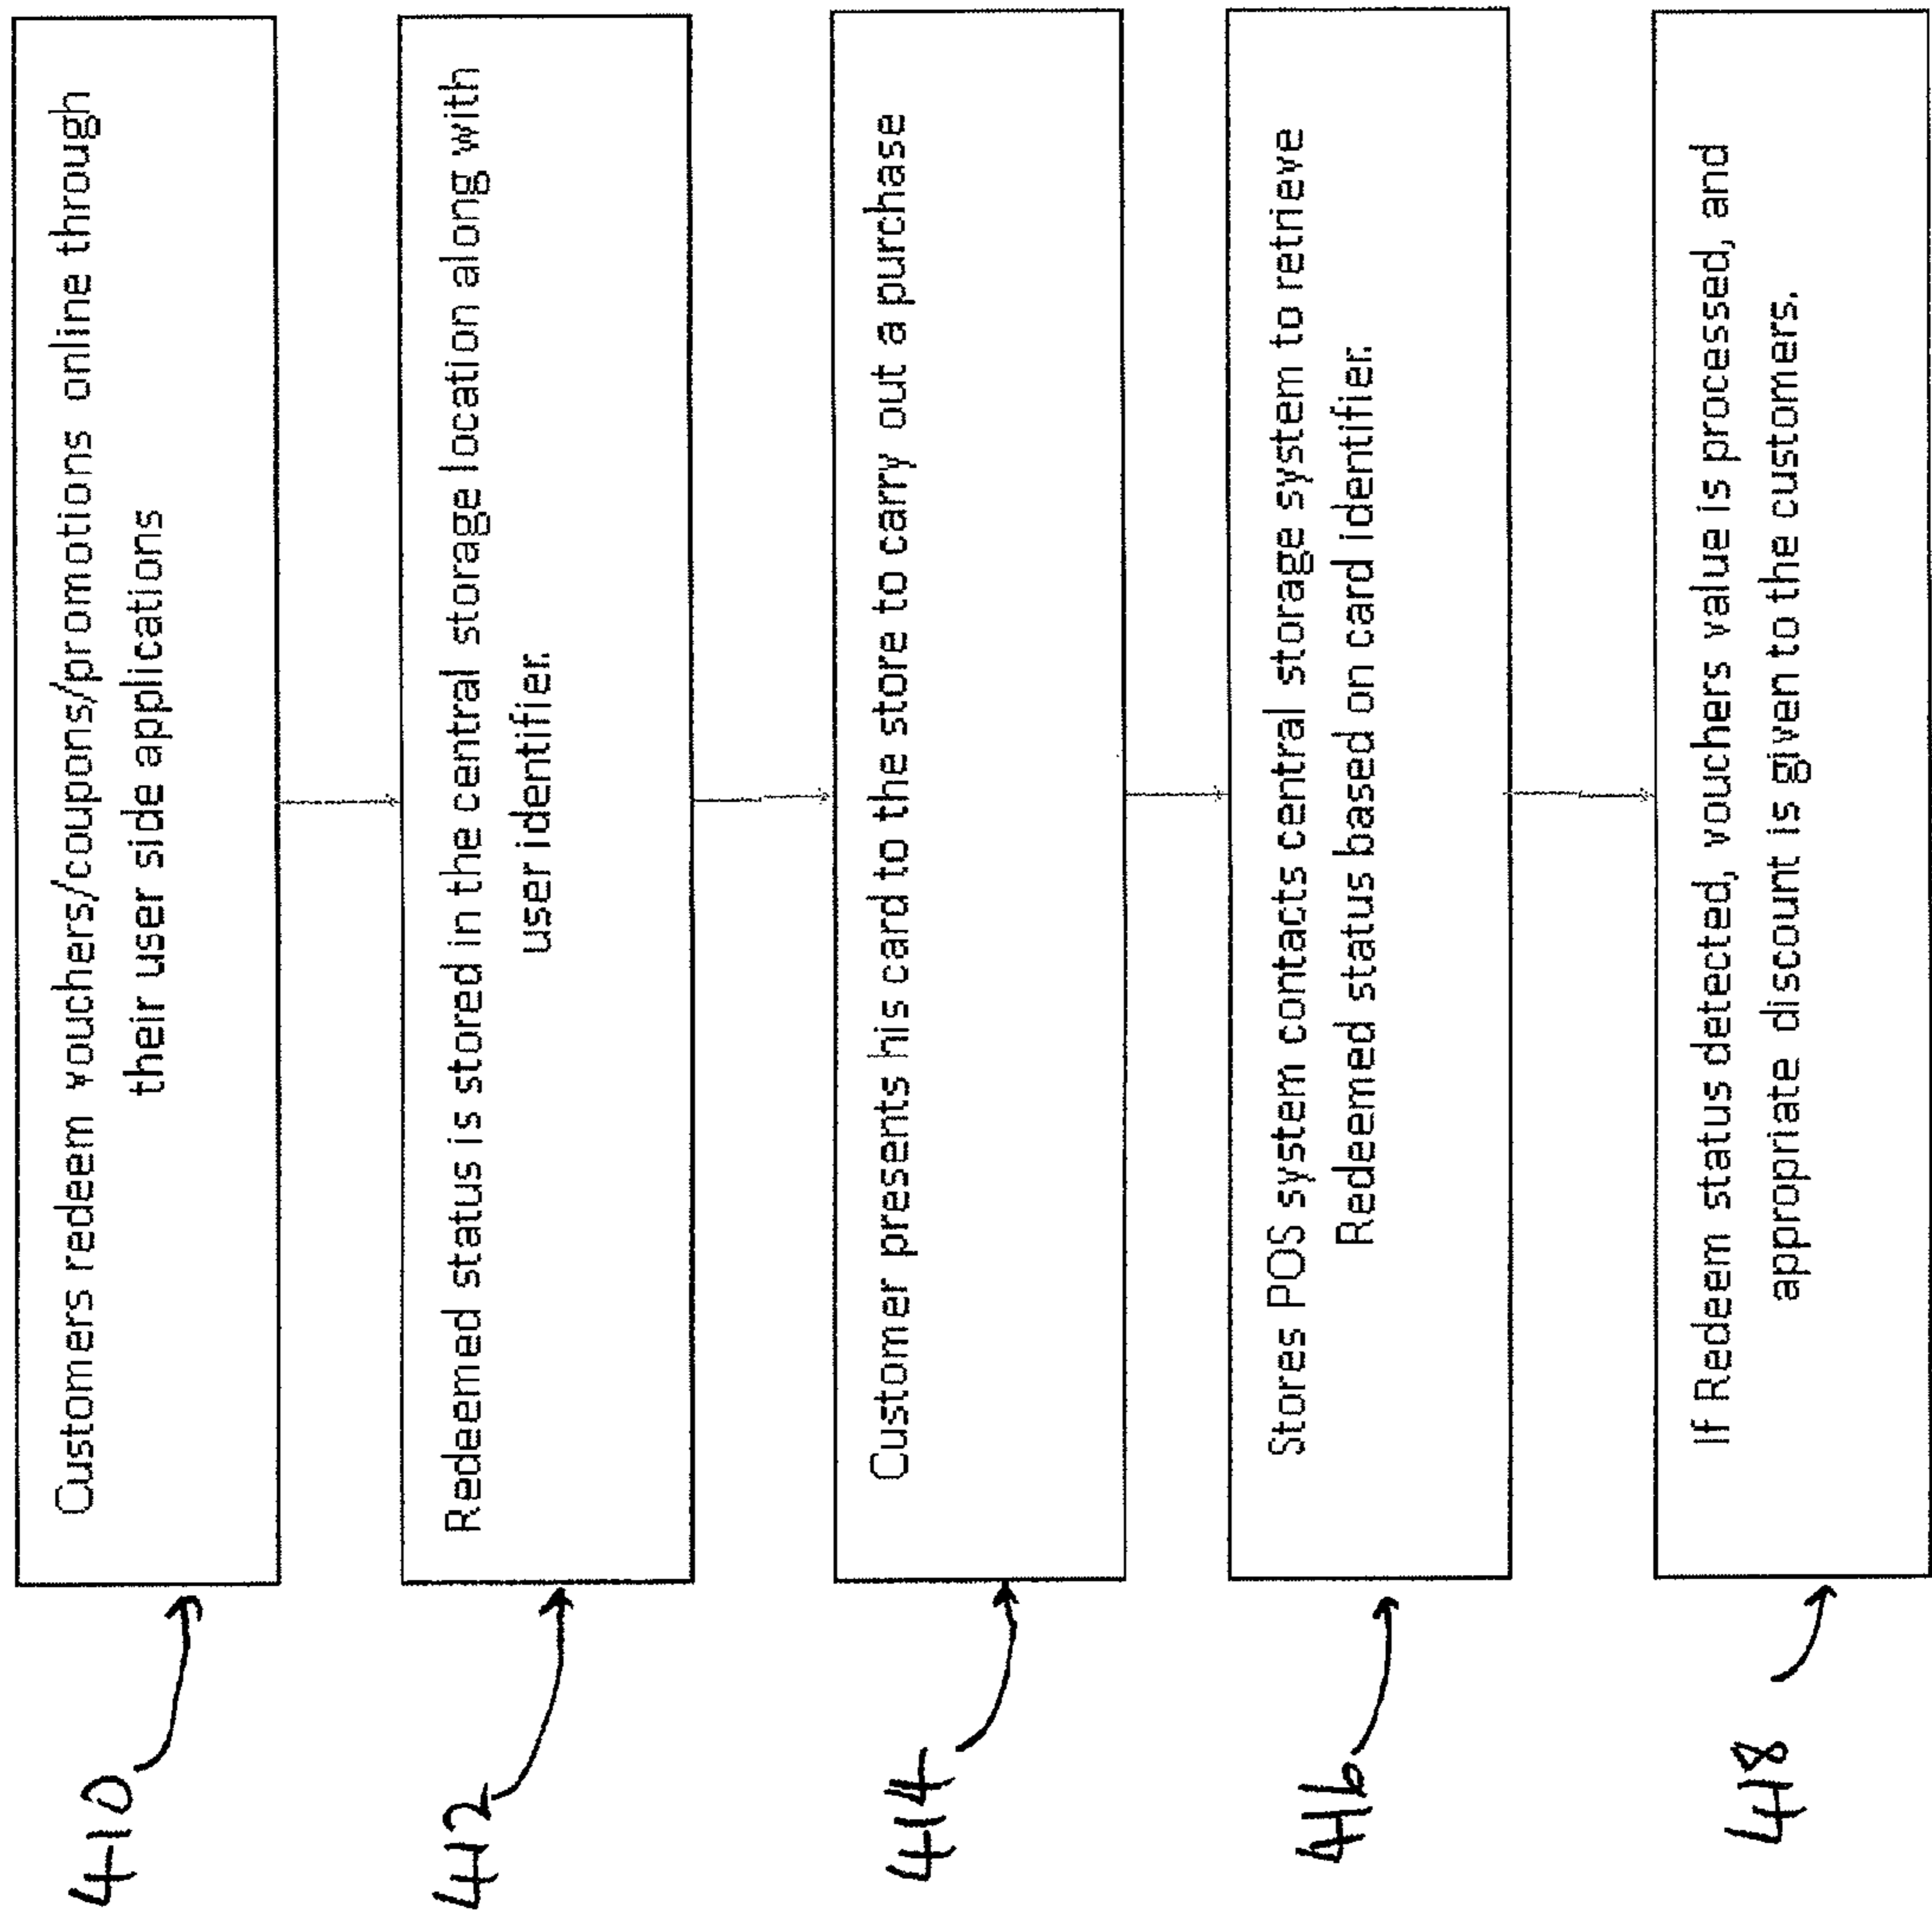 410
Customers redeem vouchers/coupons/promotions online through
their user side applications
412
Redeemed status is stored in the central storage location along with
user identifier.
414
Customer presents his card to the store to carry out a purchase
416
Stores POS system contacts central storage system to retrieve
Redeemed status based on card identifier.
418
If Redeem status detected, vouchers value is processed, and
appropriate discount is given to the customers.